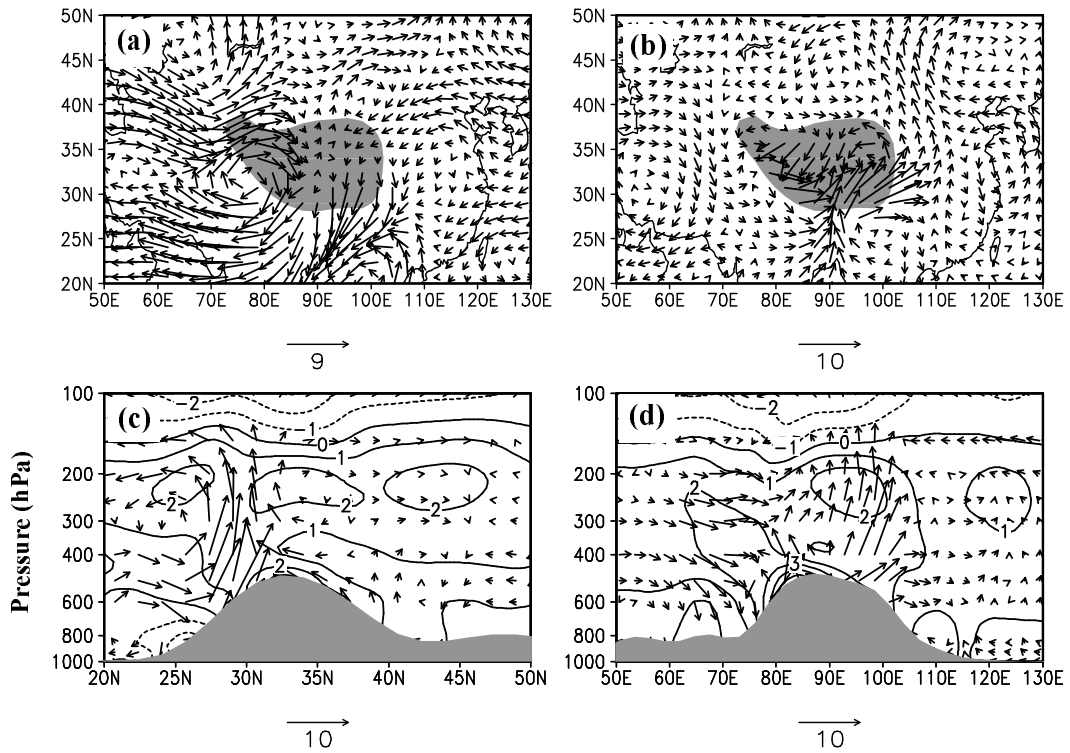 (a)
50N
45N
40N
35N
30N
25N
20N
50E 60E 70E 80E 90E 100E 110E 120E 130E
9
(b)
50N
45N
40N
35N
30N
25N
20N
50E 60E 70E 80E 90E 100E 110E 120E 130E
10
Pressure (hPa)
(c)
100
200
300
400
600
800
1000
-2
-1
0
1
2
2
2
1
2
20N 25N 30N 35N 40N 45N 50N
10
(d)
100
200
300
400
600
800
1000
-2
-1
0
1
2
2
1
3
50E 60E 70E 80E 90E 100E 110E 120E 130E
10